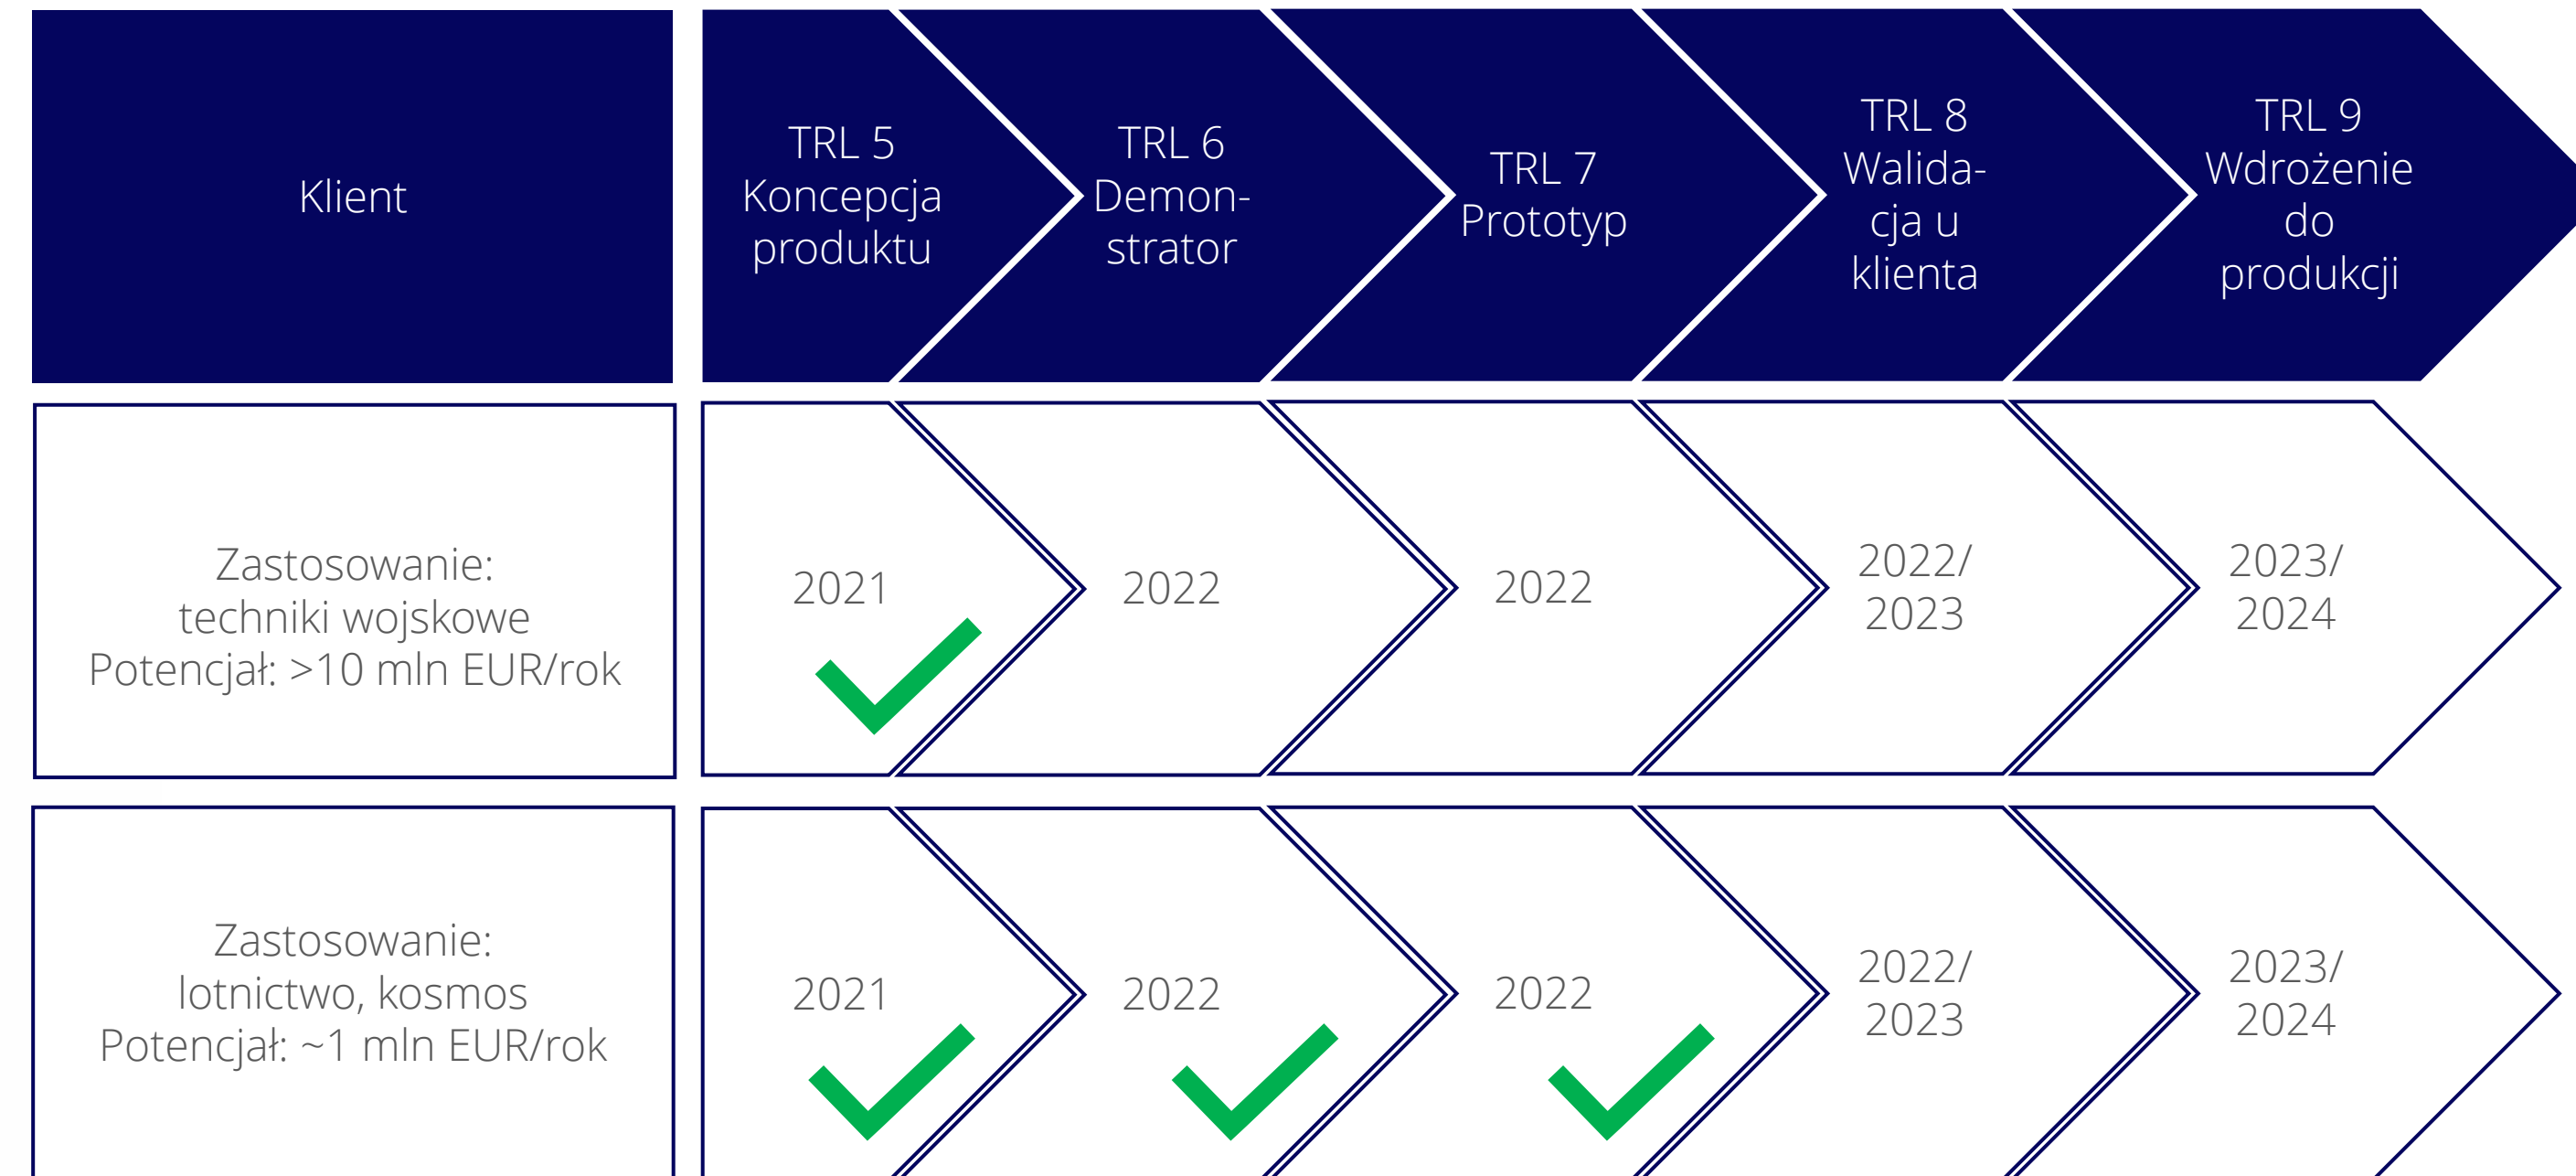 Klient
TRL 5
Koncepcja
produktu
TRL 6
Demon-
strator
TRL 7
Prototyp
TRL 8
Walida-
cja u
klienta
TRL 9
Wdrożenie
do
produkcji
Zastosowanie:
techniki wojskowe
Potencjał: >10 mln EUR/rok
2021
2022
2022
2022/
2023
2023/
2024
Zastosowanie:
lotnictwo, kosmos
Potencjał: ~1 mln EUR/rok
2021
2022
2022
2022/
2023
2023/
2024